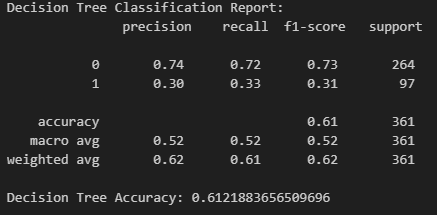 Decision Tree Classification Report:
precision recall f1-score support
0 0.74 0.72 0.73 264
1 0.30 0.33 0.31 97
accuracy 0.61 361
macro avg 0.52 0.52 0.52 361
weighted avg 0.62 0.61 0.62 361
Decision Tree Accuracy: 0.6121883656509696